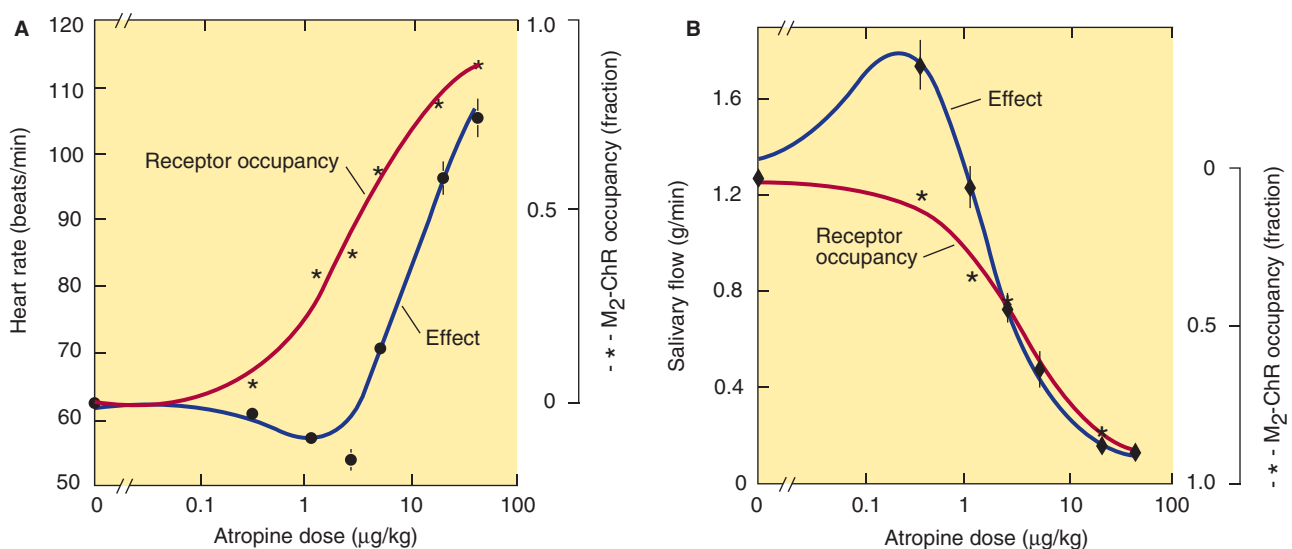 A
120
110
100
90
80
70
60
50
Heart rate (beats/min)
Receptor occupancy
Effect
0 0.1 1 10 100
Atropine dose (µg/kg)
1.0
0.5
0
- * - M2-ChR occupancy (fraction)
B
1.6
1.2
0.8
0.4
0
Salivary flow (g/min)
Effect
Receptor
occupancy
0 0.1 1 10 100
Atropine dose (µg/kg)
0
0.5
1.0
- * - M2-ChR occupancy (fraction)